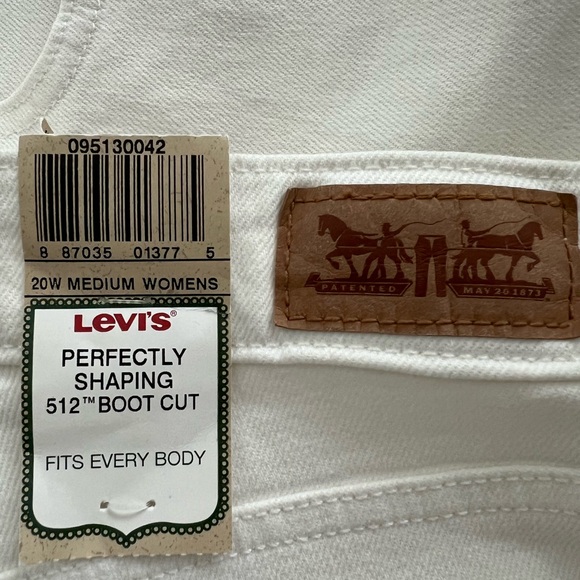 095130042
8 87035 01377 5
20W MEDIUM WOMENS
LEVI'S®
PERFECTLY
SHAPING
512™ BOOT CUT
FITS EVERY BODY
PATENTED MAY 20 1873